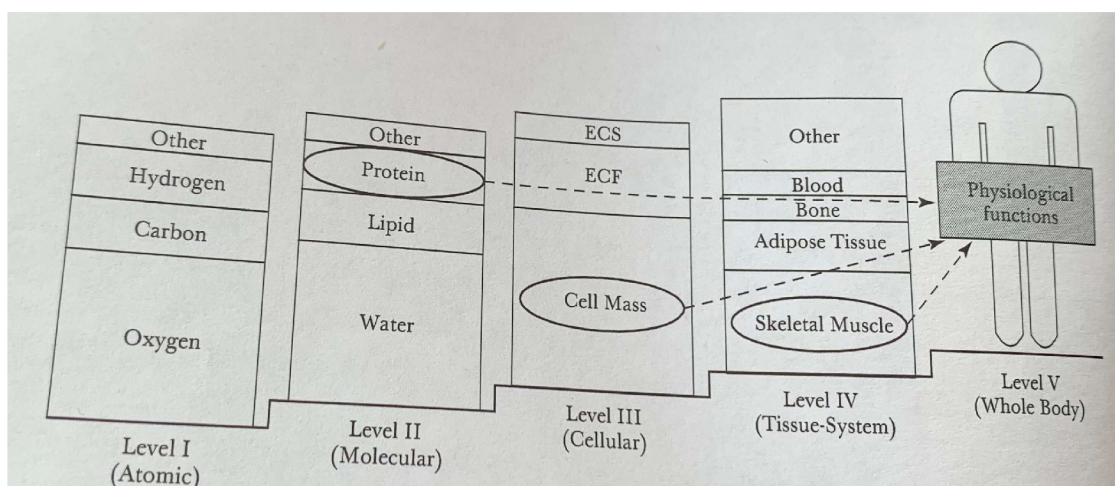 Other
Hydrogen
Carbon
Oxygen
Level I
(Atomic)
Other
Protein
Lipid
Water
Level II
(Molecular)
ECS
ECF
Cell Mass
Level III
(Cellular)
Other
Blood
Bone
Adipose Tissue
Skeletal Muscle
Level IV
(Tissue-System)
Physiological
functions
Level V
(Whole Body)